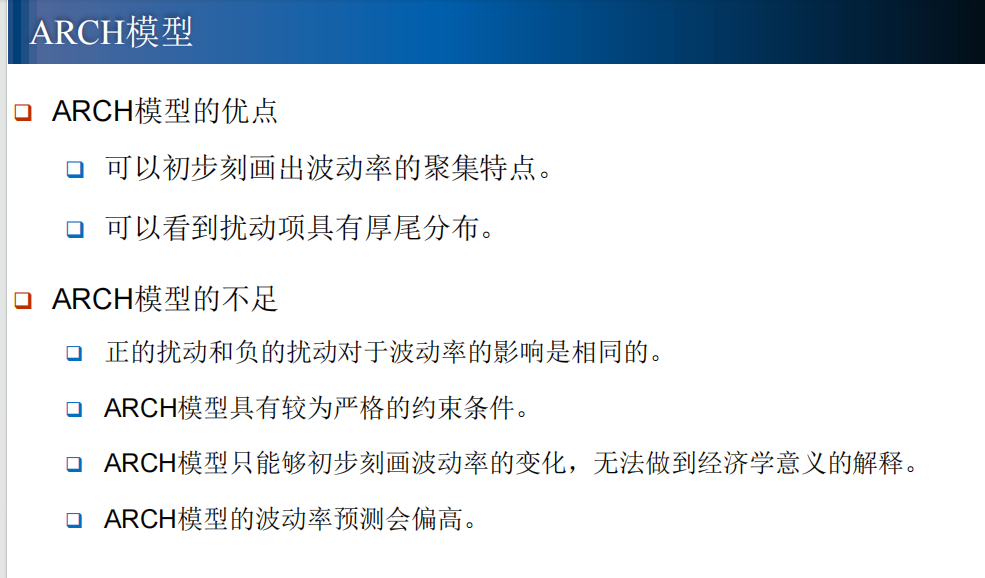 ARCH模型
ARCH模型的优点
可以初步刻画出波动率的聚集特点。
可以看到扰动项具有厚尾分布。
ARCH模型的不足
正的扰动和负的扰动对于波动率的影响是相同的。
ARCH模型具有较为严格的约束条件。
ARCH模型只能够初步刻画波动率的变化，无法做到经济学意义的解释。
ARCH模型的波动率预测会偏高。